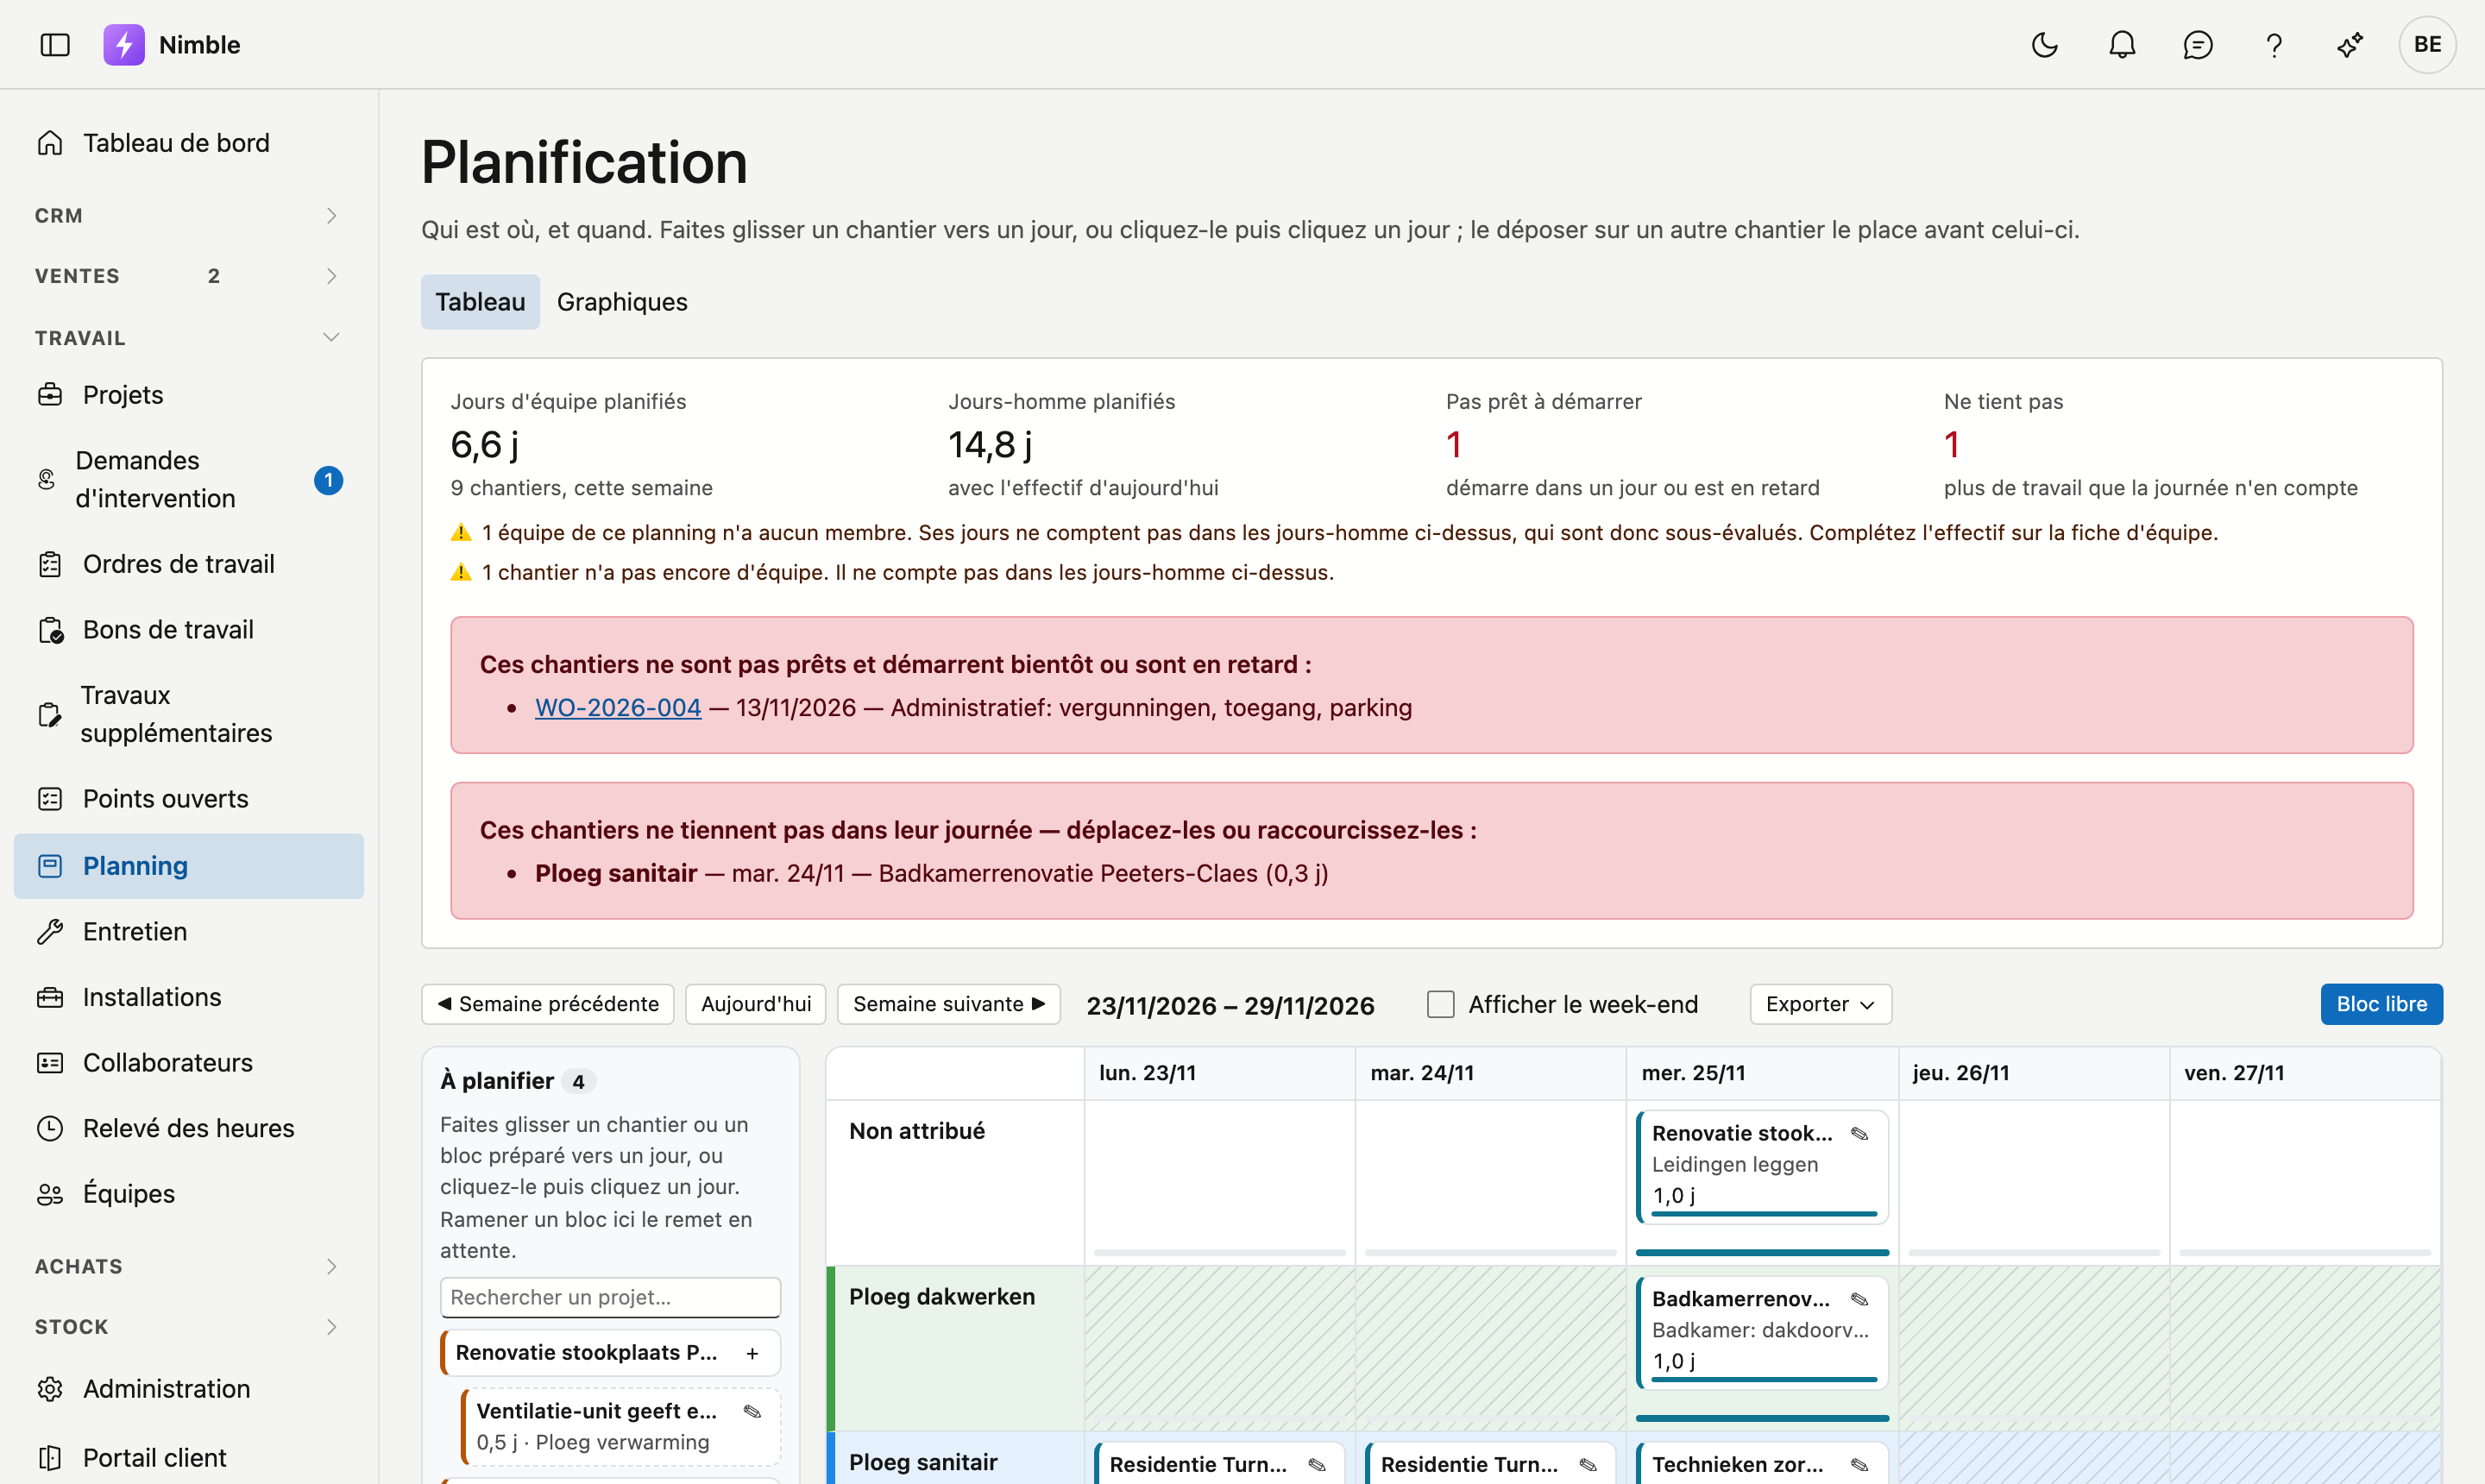 Nimble
BE
Tableau de bord
CRM
VENTES 2
TRAVAIL
Projets
Demandes
d'intervention
1
Ordres de travail
Bons de travail
Travaux
supplémentaires
Points ouverts
Planning
Entretien
Installations
Collaborateurs
Relevé des heures
Équipes
ACHATS
STOCK
Administration
Portail client
Planification
Qui est où, et quand. Faites glisser un chantier vers un jour, ou cliquez-le puis cliquez un jour ; le déposer sur un autre chantier le place avant celui-ci.
Tableau Graphiques
Jours d'équipe planifiés
6,6 j
9 chantiers, cette semaine
Jours-homme planifiés
14,8 j
avec l'effectif d'aujourd'hui
Pas prêt à démarrer
1
démarre dans un jour ou est en retard
Ne tient pas
1
plus de travail que la journée n'en compte
1 équipe de ce planning n'a aucun membre. Ses jours ne comptent pas dans les jours-homme ci-dessus, qui sont donc sous-évalués. Complétez l'effectif sur la fiche d'équipe.
1 chantier n'a pas encore d'équipe. Il ne compte pas dans les jours-homme ci-dessus.
Ces chantiers ne sont pas prêts et démarrent bientôt ou sont en retard :
• WO-2026-004 — 13/11/2026 — Administratief: vergunningen, toegang, parking
Ces chantiers ne tiennent pas dans leur journée — déplacez-les ou raccourcissez-les :
• Ploeg sanitair — mar. 24/11 — Badkamerrenovatie Peeters-Claes (0,3 j)
◀ Semaine précédente Aujourd'hui Semaine suivante ▶ 23/11/2026 – 29/11/2026 Afficher le week-end Exporter Bloc libre
À planifier 4
Faites glisser un chantier ou un
bloc préparé vers un jour, ou
cliquez-le puis cliquez un jour.
Ramener un bloc ici le remet en
attente.
Rechercher un projet...
Renovatie stookplaats P... +
Ventilatie-unit geeft e...
0,5 j · Ploeg verwarming
lun. 23/11 mar. 24/11 mer. 25/11 jeu. 26/11 ven. 27/11
Non attribué
Renovatie stook...
Leidingen leggen
1,0 j
Ploeg dakwerken
Badkamerrenov...
Badkamer: dakdoorv...
1,0 j
Ploeg sanitair
Residentie Turn... Residentie Turn... Technieken zor...